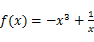 f(x) = −x³ + 1/x